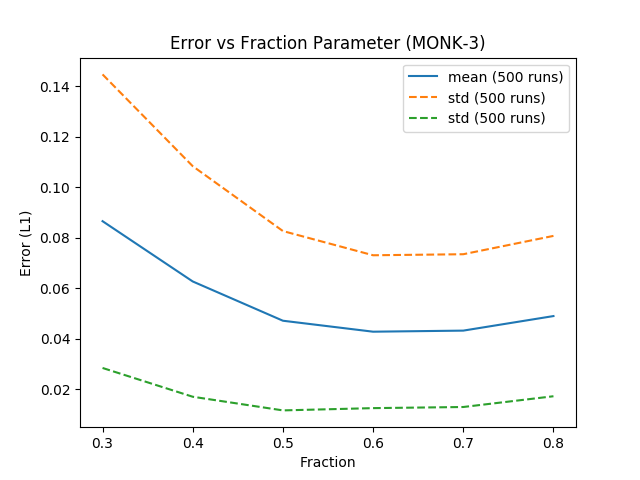 Error vs Fraction Parameter (MONK-3)
mean (500 runs)
std (500 runs)
std (500 runs)
Error (L1)
0.14
0.12
0.10
0.08
0.06
0.04
0.02
0.3 0.4 0.5 0.6 0.7 0.8
Fraction